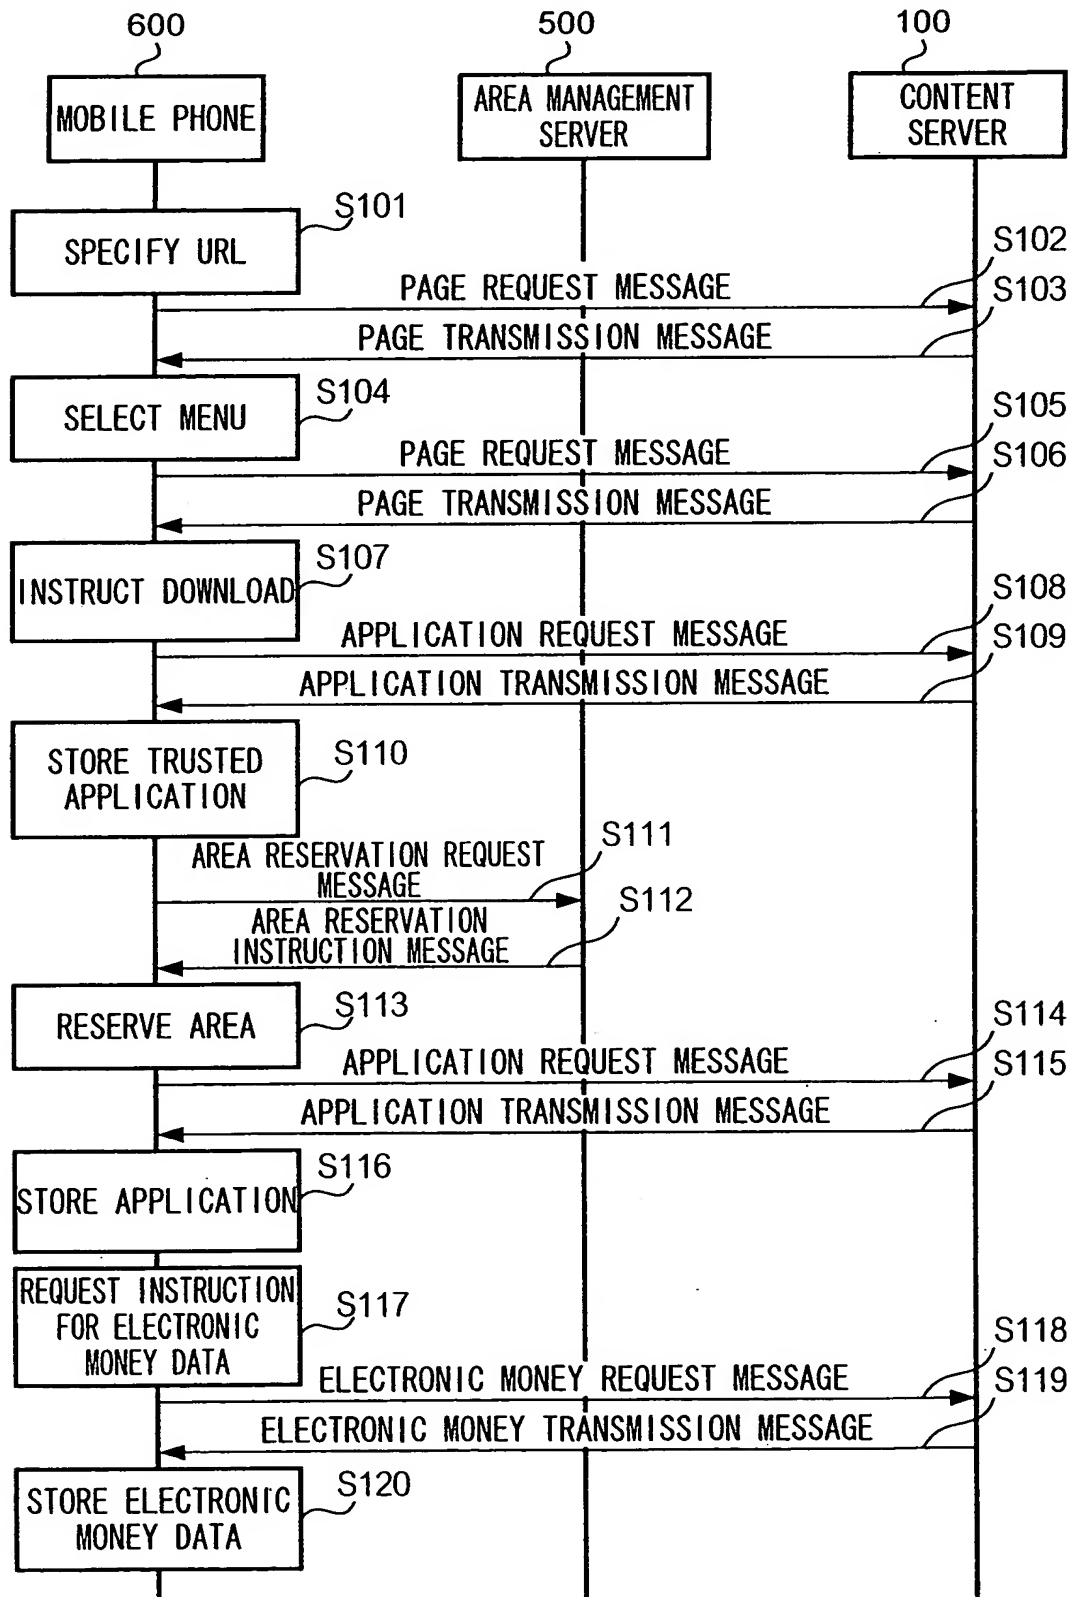 600
500
100
MOBILE PHONE
AREA MANAGEMENT
SERVER
CONTENT
SERVER
S101
SPECIFY URL
S102
PAGE REQUEST MESSAGE
S103
PAGE TRANSMISSION MESSAGE
S104
SELECT MENU
S105
PAGE REQUEST MESSAGE
S106
PAGE TRANSMISSION MESSAGE
S107
INSTRUCT DOWNLOAD
S108
APPLICATION REQUEST MESSAGE
S109
APPLICATION TRANSMISSION MESSAGE
S110
STORE TRUSTED
APPLICATION
S111
AREA RESERVATION REQUEST
MESSAGE
S112
AREA RESERVATION
INSTRUCTION MESSAGE
S113
RESERVE AREA
S114
APPLICATION REQUEST MESSAGE
S115
APPLICATION TRANSMISSION MESSAGE
S116
STORE APPLICATION
S117
REQUEST INSTRUCTION
FOR ELECTRONIC
MONEY DATA
S118
ELECTRONIC MONEY REQUEST MESSAGE
S119
ELECTRONIC MONEY TRANSMISSION MESSAGE
S120
STORE ELECTRONIC
MONEY DATA